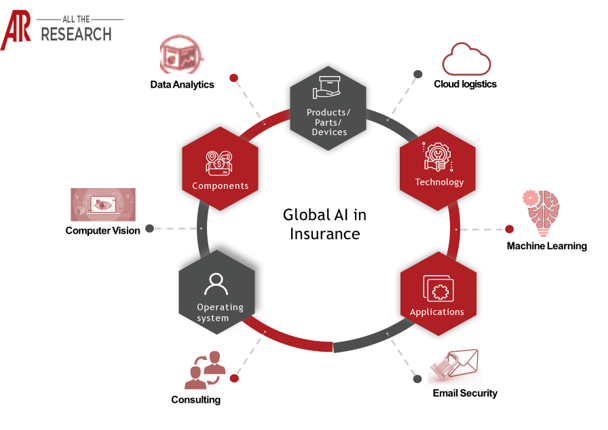 ATR
ALL THE
RESEARCH
Data Analytics
Cloud logistics
Products/
Parts/
Devices
Components
Technology
Global AI in
Insurance
Computer Vision
Machine Learning
Operating
system
Applications
Consulting
Email Security